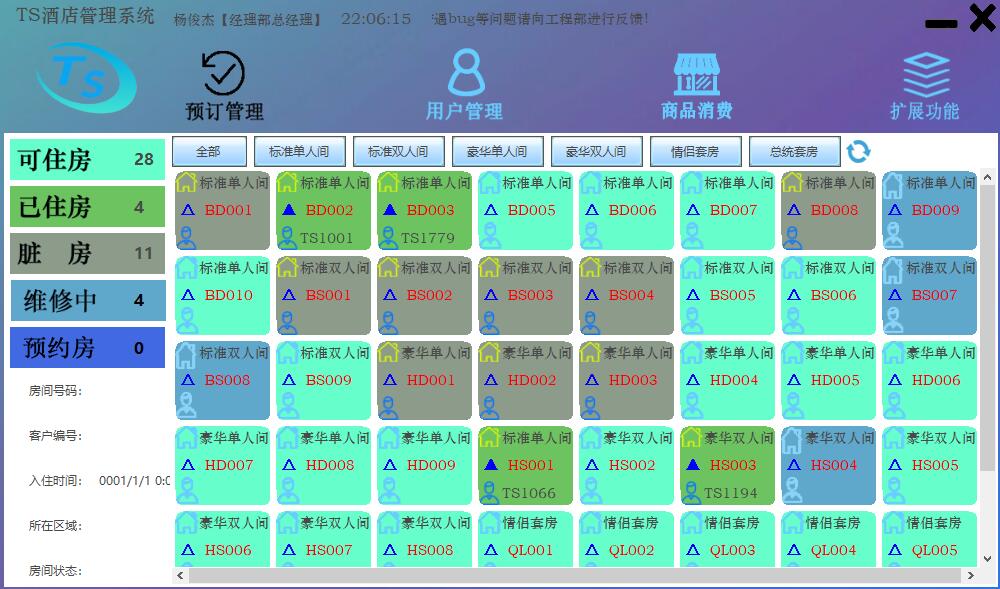 TS酒店管理系统 杨俊杰【经理部总经理】 22:06:15 遇bug等问题请向工程部进行反馈!
TS
预订管理 用户管理 商品消费 扩展功能
可住房 28
已住房 4
脏 房 11
维修中 4
预约房 0
房间号码:
客户编号:
入住时间: 0001/1/1 0:0
所在区域:
房间状态:
全部 标准单人间 标准双人间 豪华单人间 豪华双人间 情侣套房 总统套房
标准单人间 标准单人间 标准单人间 标准单人间 标准单人间 标准单人间 标准单人间 标准单人间
BD001 BD002 BD003 BD005 BD006 BD007 BD008 BD009
TS1001 TS1779
标准单人间 标准双人间 标准双人间 标准双人间 标准双人间 标准双人间 标准双人间 标准双人间
BD010 BS001 BS002 BS003 BS004 BS005 BS006 BS007
标准双人间 标准双人间 豪华单人间 豪华单人间 豪华单人间 豪华单人间 豪华单人间 豪华单人间
BS008 BS009 HD001 HD002 HD003 HD004 HD005 HD006
豪华单人间 豪华单人间 豪华单人间 标准单人间 豪华双人间 豪华双人间 豪华双人间 豪华双人间
HD007 HD008 HD009 HS001 HS002 HS003 HS004 HS005
TS1066 TS1194
豪华双人间 豪华双人间 豪华双人间 情侣套房 情侣套房 情侣套房 情侣套房 情侣套房
HS006 HS007 HS008 QL001 QL002 QL003 QL004 QL005